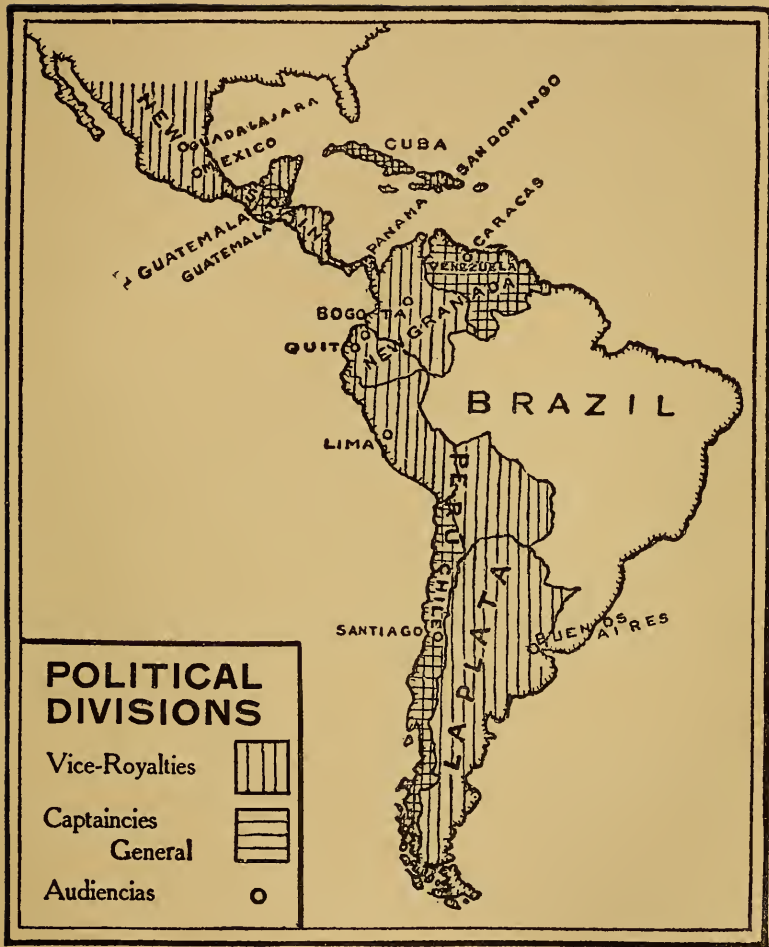 NEW
GUADALAJARA
MEXICO
CUBA
SAN DOMINGO
PANAMA
CARACAS
GUATEMALA
GUATEMALA
IN
VENEZUELA
BOGOTA
NEW GRANADA
QUITO
BRAZIL
LIMA
PERU
CHILE
SANTIAGO
LA PLATA
BUENOS
AIRES
POLITICAL
DIVISIONS
Vice-Royalties
Captaincies
General
Audiencias